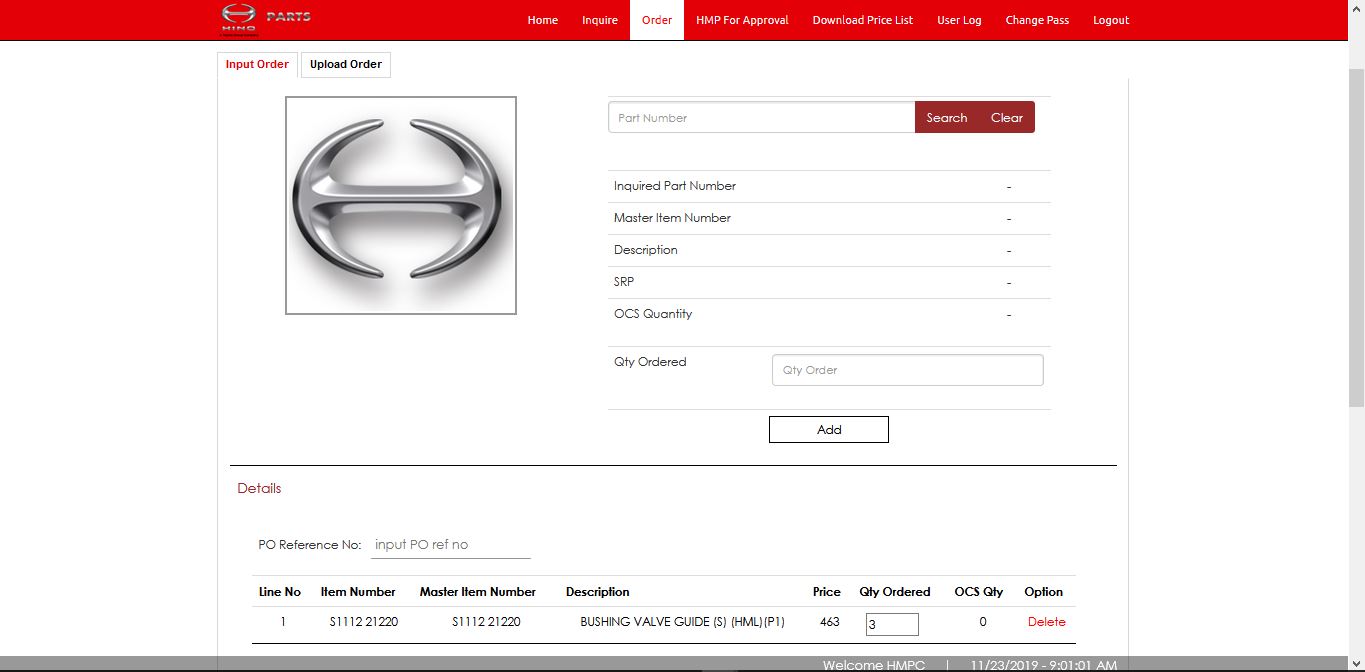 HINO PARTS Home Inquire Order HMP For Approval Download Price List User Log Change Pass Logout
Input Order Upload Order
Part Number Search Clear
Inquired Part Number -
Master Item Number -
Description -
SRP -
OCS Quantity -
Qty Ordered Qty Order
Add
Details
PO Reference No: input PO ref no
Line No Item Number Master Item Number Description Price Qty Ordered OCS Qty Option
1 S1112 21220 S1112 21220 BUSHING VALVE GUIDE (S) (HML)(P1) 463 3 0 Delete
Welcome HMPC | 11/23/2019 - 9:01:01 AM